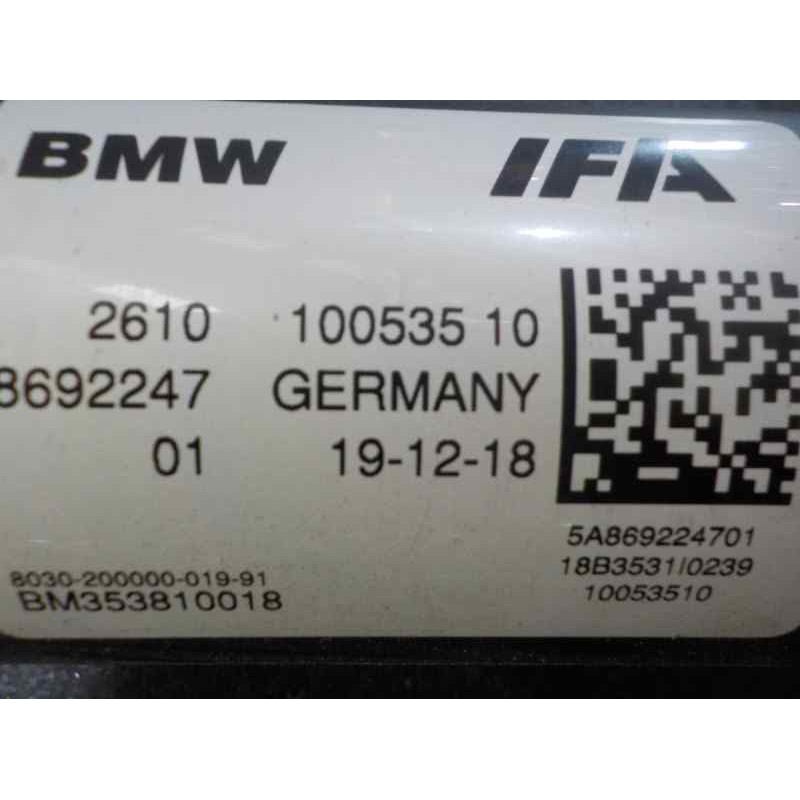 BMW IFA
2610 100535 10
8692247 GERMANY
01 19-12-18
5A869224701
18B3531I0239
10053510
8030-200000-019-91
BM353810018